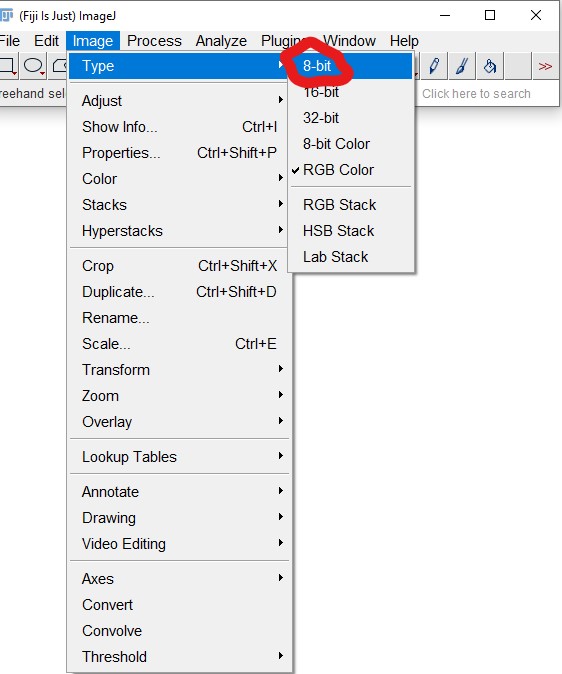 (Fiji Is Just) ImageJ
File Edit Image Process Analyze Plugins Window Help
>>
reehand sele
Click here to search
Type
Adjust
Show Info... Ctrl+I
Properties... Ctrl+Shift+P
Color
Stacks
Hyperstacks
Crop Ctrl+Shift+X
Duplicate... Ctrl+Shift+D
Rename...
Scale... Ctrl+E
Transform
Zoom
Overlay
Lookup Tables
Annotate
Drawing
Video Editing
Axes
Convert
Convolve
Threshold
8-bit
16-bit
32-bit
8-bit Color
RGB Color
RGB Stack
HSB Stack
Lab Stack